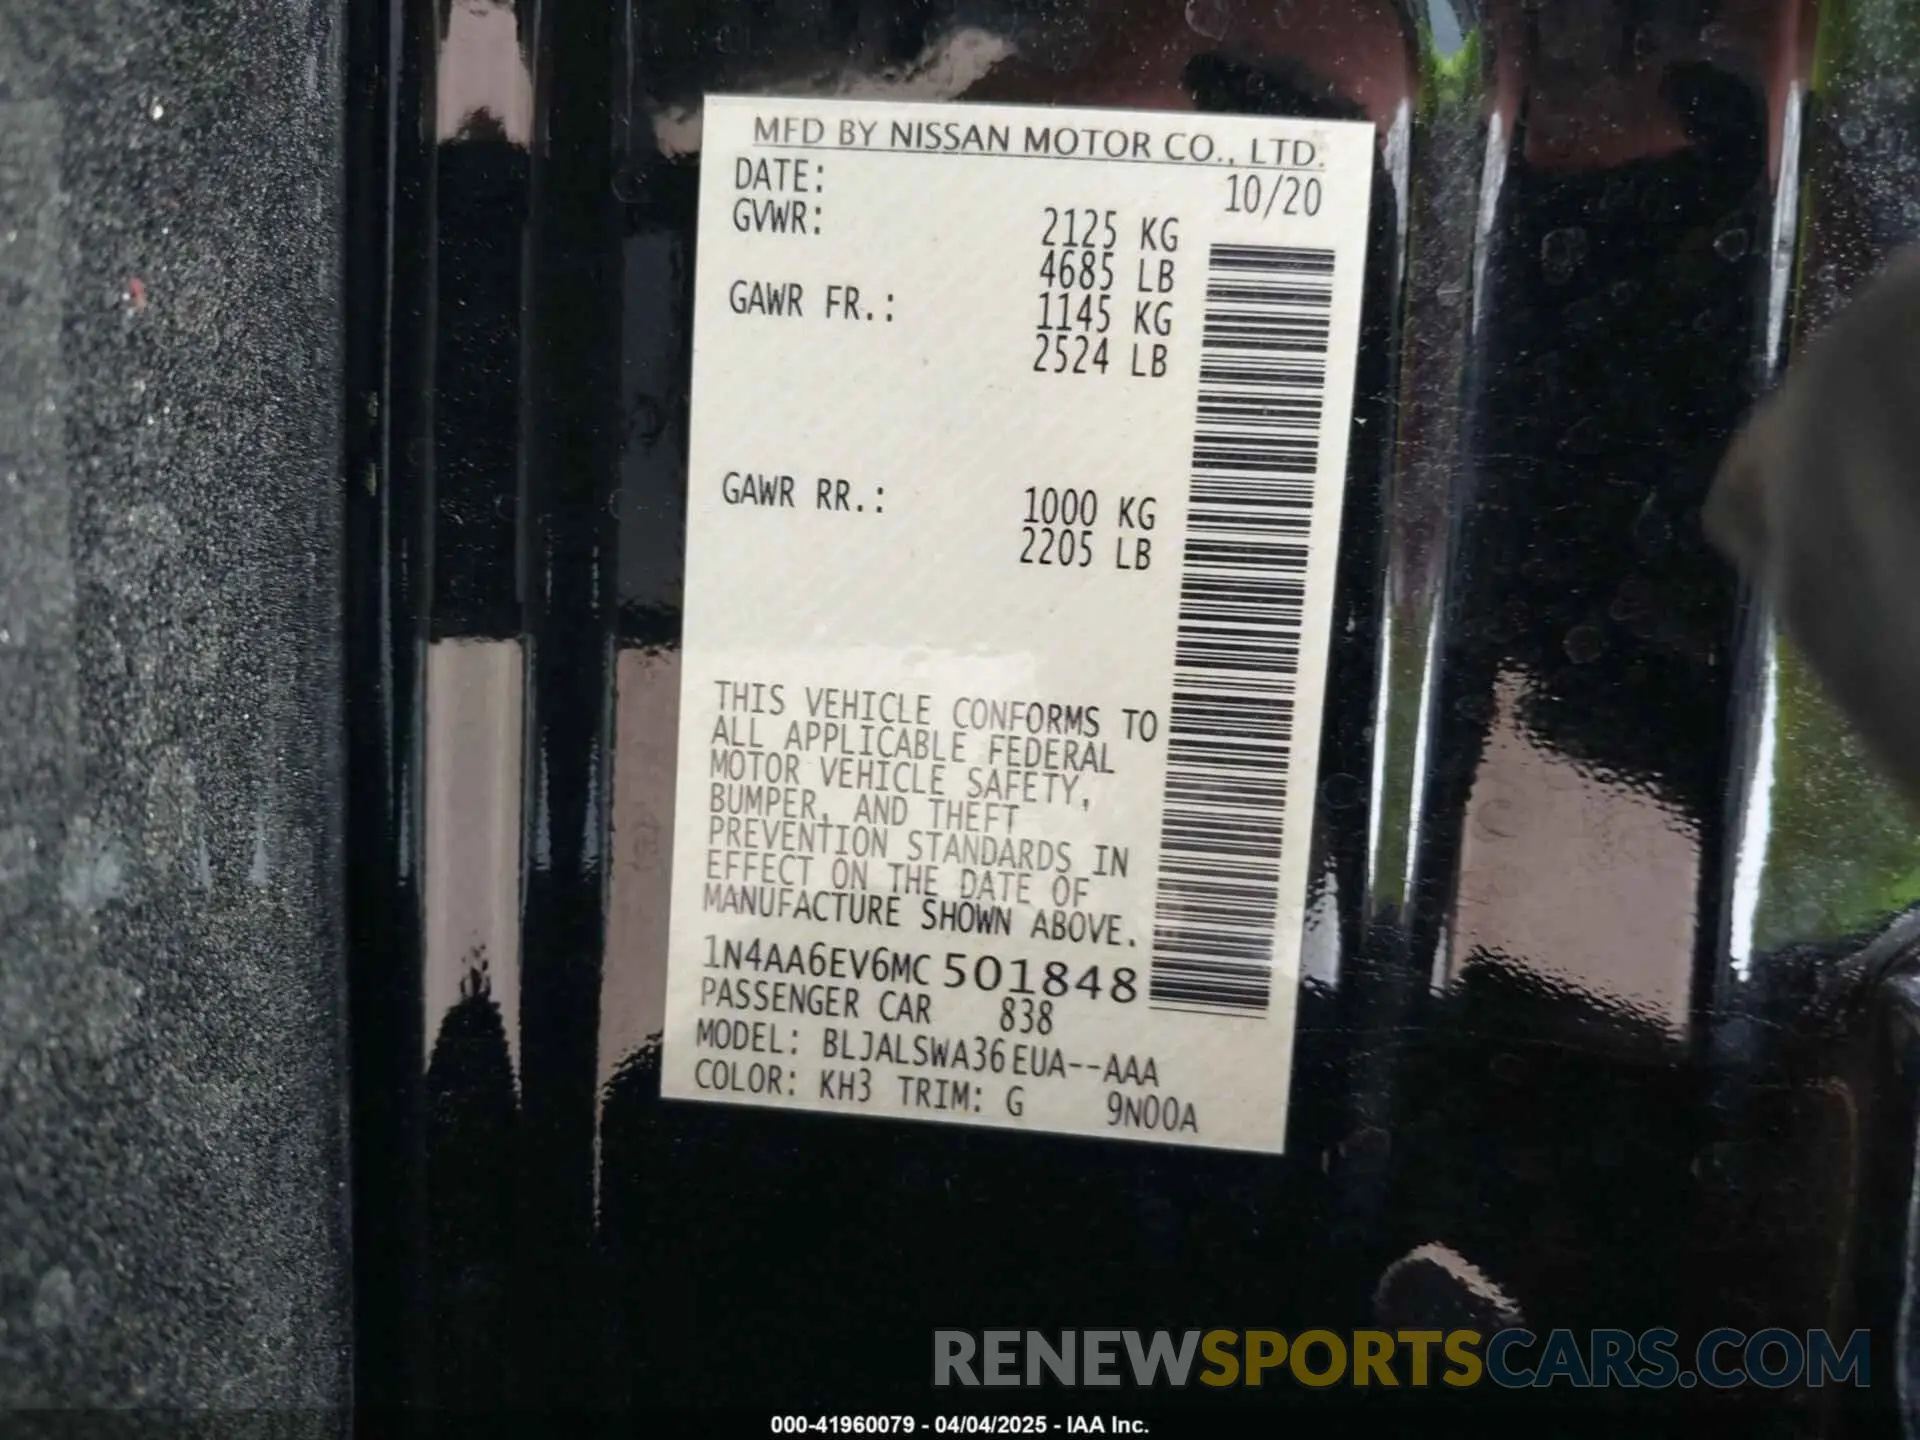 MFD BY NISSAN MOTOR CO., LTD.
DATE: 10/20
GVWR: 2125 KG
4685 LB
GAWR FR.: 1145 KG
2524 LB
GAWR RR.: 1000 KG
2205 LB
THIS VEHICLE CONFORMS TO
ALL APPLICABLE FEDERAL
MOTOR VEHICLE SAFETY,
BUMPER, AND THEFT
PREVENTION STANDARDS IN
EFFECT ON THE DATE OF
MANUFACTURE SHOWN ABOVE.
1N4AA6EV6MC501848
PASSENGER CAR 838
MODEL: BLJALSWA36EUA--AAA
COLOR: KH3 TRIM: G 9N00A
RENEWSPORTSCARS.COM
000-41960079 - 04/04/2025 - IAA Inc.